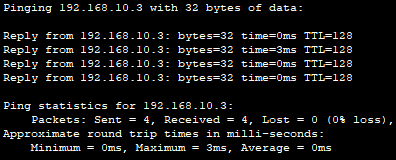 Pinging 192.168.10.3 with 32 bytes of data:
Reply from 192.168.10.3: bytes=32 time=0ms TTL=128
Reply from 192.168.10.3: bytes=32 time=3ms TTL=128
Reply from 192.168.10.3: bytes=32 time=0ms TTL=128
Reply from 192.168.10.3: bytes=32 time=0ms TTL=128
Ping statistics for 192.168.10.3:
Packets: Sent = 4, Received = 4, Lost = 0 (0% loss),
Approximate round trip times in milli-seconds:
Minimum = 0ms, Maximum = 3ms, Average = 0ms